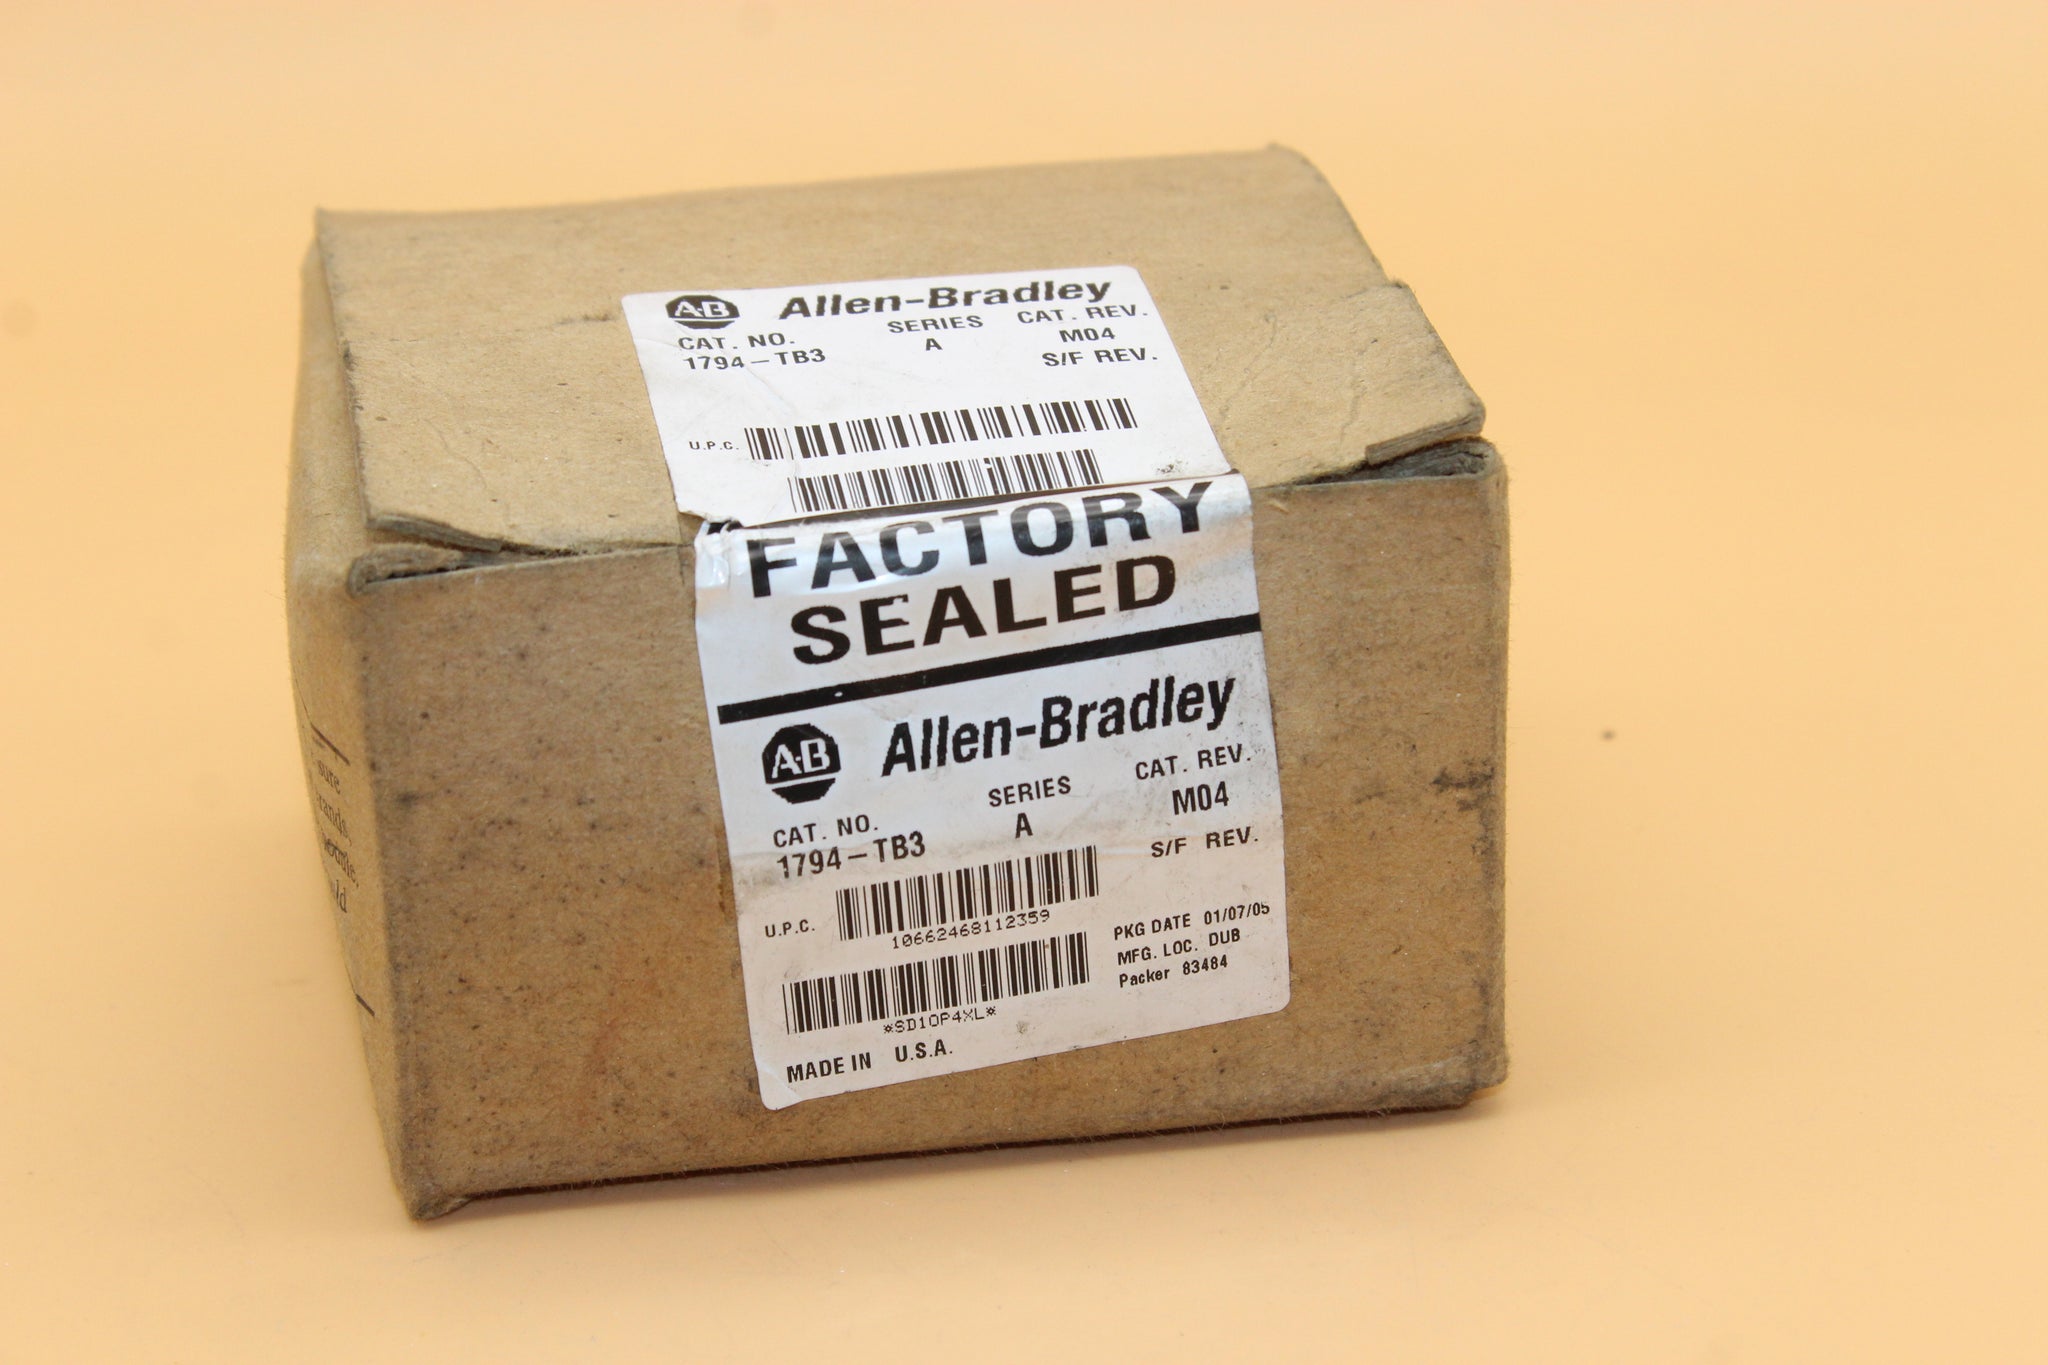 A·B Allen-Bradley
CAT. NO. SERIES CAT. REV.
1794-TB3 A M04
S/F REV.
U.P.C.
FACTORY
SEALED
A·B Allen-Bradley
CAT. NO. SERIES CAT. REV.
1794-TB3 A M04
S/F REV.
U.P.C.
10662468112359
PKG DATE 01/07/05
MFG. LOC. DUB
Packer 83484
*SD10P4XL*
MADE IN U.S.A.
sure